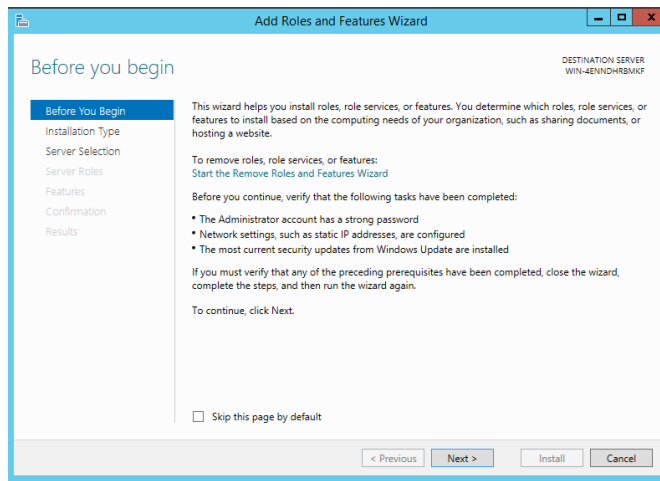 Add Roles and Features Wizard
Before you begin
DESTINATION SERVER
WIN-4ENNDHRBMKF
Before You Begin
Installation Type
Server Selection
Server Roles
Features
Confirmation
Results
This wizard helps you install roles, role services, or features. You determine which roles, role services, or
features to install based on the computing needs of your organization, such as sharing documents, or
hosting a website.
To remove roles, role services, or features:
Start the Remove Roles and Features Wizard
Before you continue, verify that the following tasks have been completed:
• The Administrator account has a strong password
• Network settings, such as static IP addresses, are configured
• The most current security updates from Windows Update are installed
If you must verify that any of the preceding prerequisites have been completed, close the wizard,
complete the steps, and then run the wizard again.
To continue, click Next.
Skip this page by default
< Previous
Next >
Install
Cancel